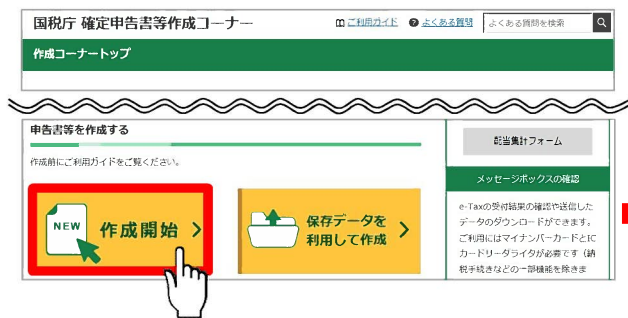 国税庁 確定申告書等作成コーナー
ご利用ガイド ? よくある質問 よくある質問を検索
作成コーナートップ
申告書等を作成する
作成前にご利用ガイドをご覧ください。
NEW 作成開始
保存データを
利用して作成
配当集計フォーム
メッセージボックスの確認
e-Taxの受付結果の確認や送信した
データのダウンロードができます。
ご利用にはマイナンバーカードとIC
カードリーダライタが必要です（納
税手続きなどの一部機能を除きま